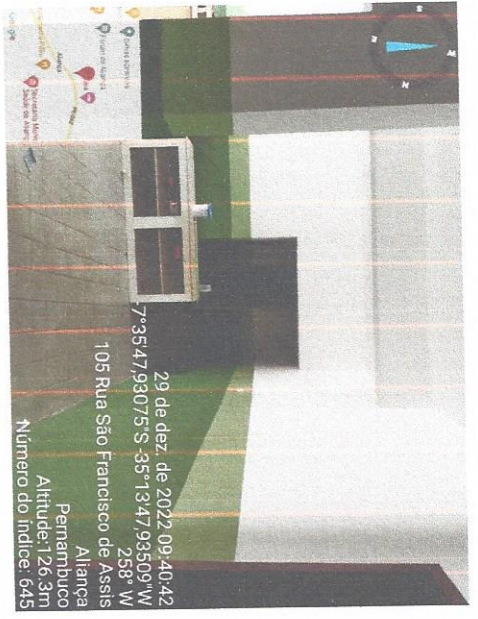 29 de dez. de 2022 09:40:42
-7°35'47,93075"S -35°13'47,93509"W
258° W
105 Rua São Francisco de Assis
Aliança
Pernambuco
Altitude:126.3m
Número do índice: 645
Aliança